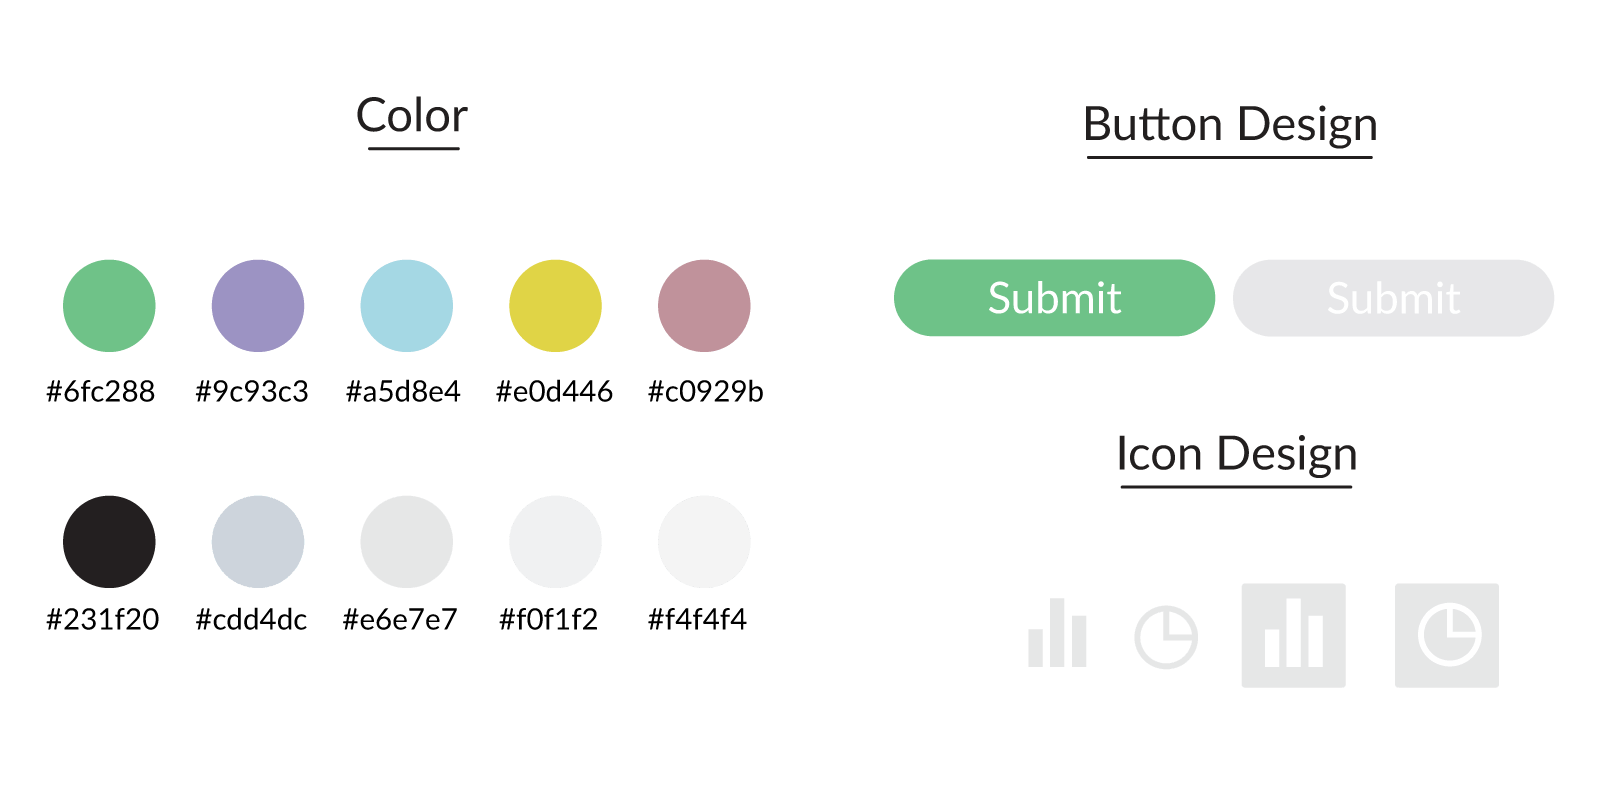 Color
#6fc288 #9c93c3 #a5d8e4 #e0d446 #c0929b
#231f20 #cdd4dc #e6e7e7 #f0f1f2 #f4f4f4
Button Design
Submit Submit
Icon Design